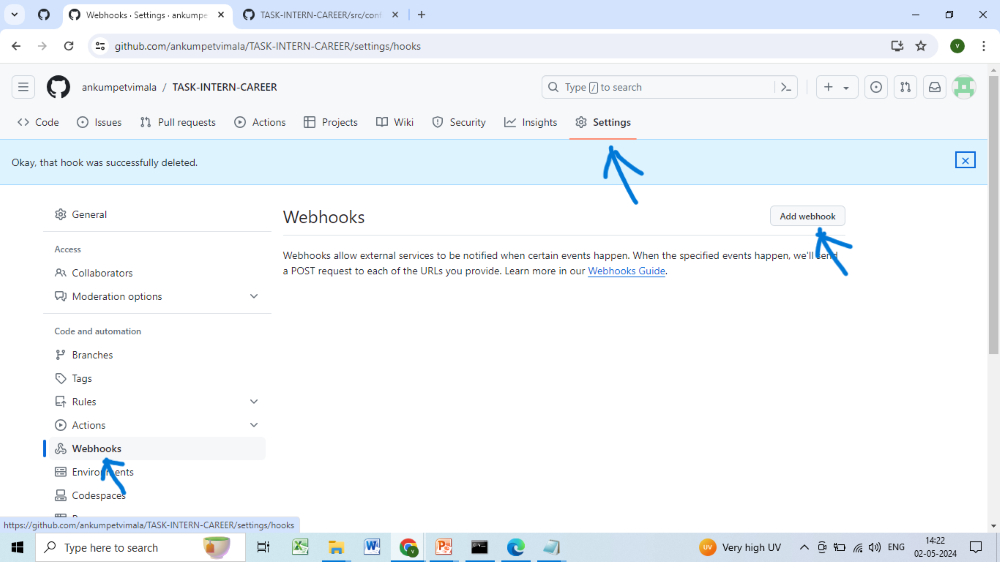 Webhooks · Settings · ankumpe
TASK-INTERN-CAREER/src/con
github.com/ankumpetvimala/TASK-INTERN-CAREER/settings/hooks
V
ankumpetvimala / TASK-INTERN-CAREER
Type / to search
Code
Issues
Pull requests
Actions
Projects
Wiki
Security
Insights
Settings
Okay, that hook was successfully deleted.
General
Access
Collaborators
Moderation options
Code and automation
Branches
Tags
Rules
Actions
Webhooks
Environments
Codespaces
Webhooks
Add webhook
Webhooks allow external services to be notified when certain events happen. When the specified events happen, we'll send
a POST request to each of the URLs you provide. Learn more in our Webhooks Guide.
https://github.com/ankumpetvimala/TASK-INTERN-CAREER/settings/hooks
Type here to search
UV
Very high UV
ENG
14:22
02-05-2024